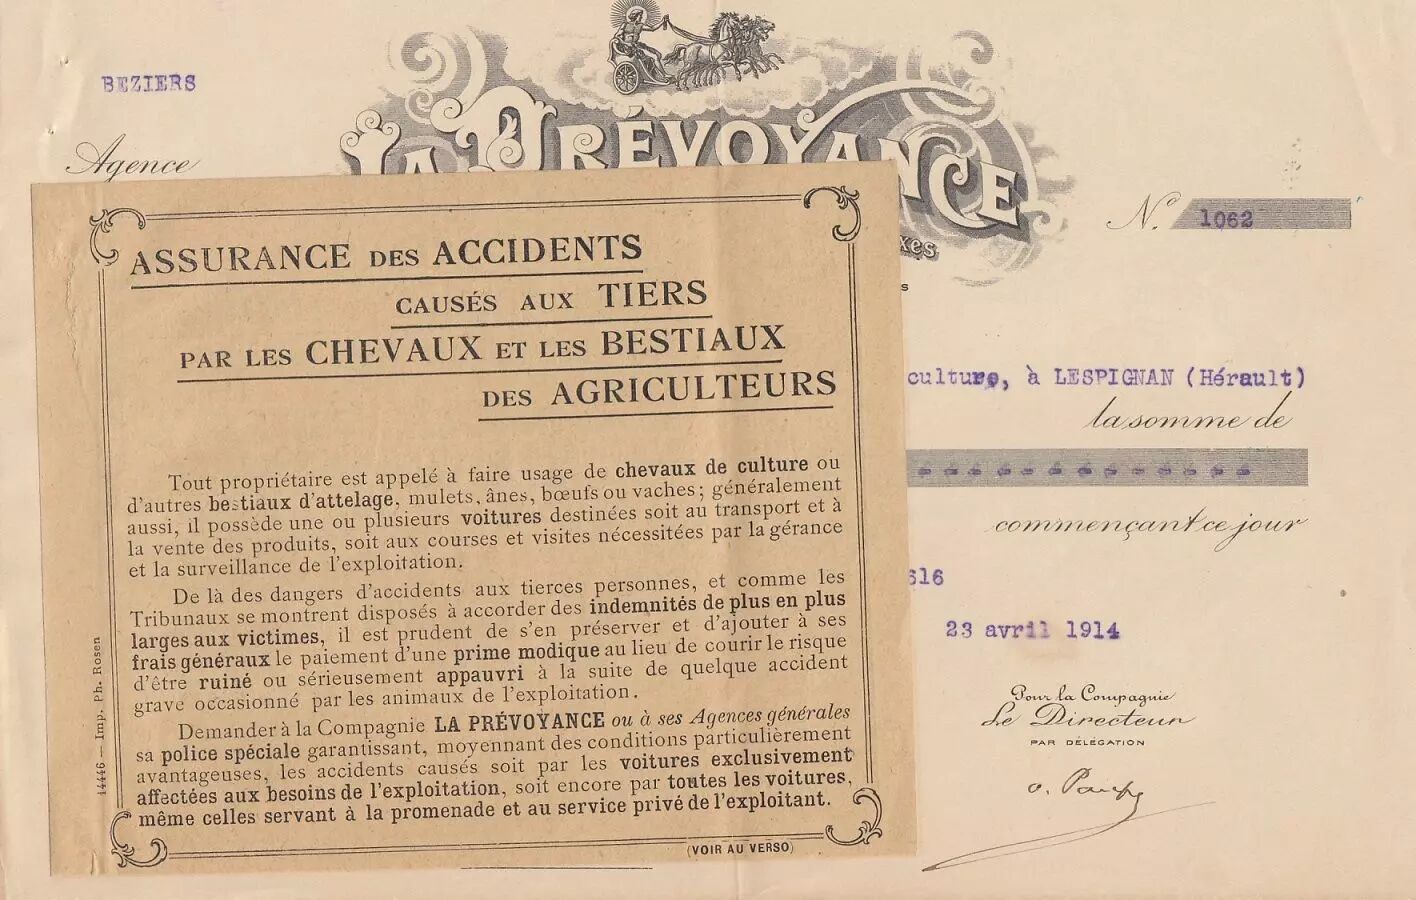 BEZIERS
Agence
LA PRÉVOYANCE
xes
s
N° 1062
culture, à LESPIGNAN (Hérault)
la somme de
commençant ce jour
616
23 avril 1914
Pour la Compagnie
Le Directeur
PAR DÉLÉGATION
ASSURANCE DES ACCIDENTS
CAUSÉS AUX TIERS
PAR LES CHEVAUX ET LES BESTIAUX
DES AGRICULTEURS
Tout propriétaire est appelé à faire usage de chevaux de culture ou
d'autres bestiaux d'attelage, mulets, ânes, bœufs ou vaches; généralement
aussi, il possède une ou plusieurs voitures destinées soit au transport et à
la vente des produits, soit aux courses et visites nécessitées par la gérance
et la surveillance de l'exploitation.
De là des dangers d'accidents aux tierces personnes, et comme les
Tribunaux se montrent disposés à accorder des indemnités de plus en plus
larges aux victimes, il est prudent de s'en préserver et d'ajouter à ses
frais généraux le paiement d'une prime modique au lieu de courir le risque
d'être ruiné ou sérieusement appauvri à la suite de quelque accident
grave occasionné par les animaux de l'exploitation.
Demander à la Compagnie LA PRÉVOYANCE ou à ses Agences générales
sa police spéciale garantissant, moyennant des conditions particulièrement
avantageuses, les accidents causés soit par les voitures exclusivement
affectées aux besoins de l'exploitation, soit encore par toutes les voitures,
même celles servant à la promenade et au service privé de l'exploitant.
(VOIR AU VERSO)
14446 — Imp. Ph. Rosen